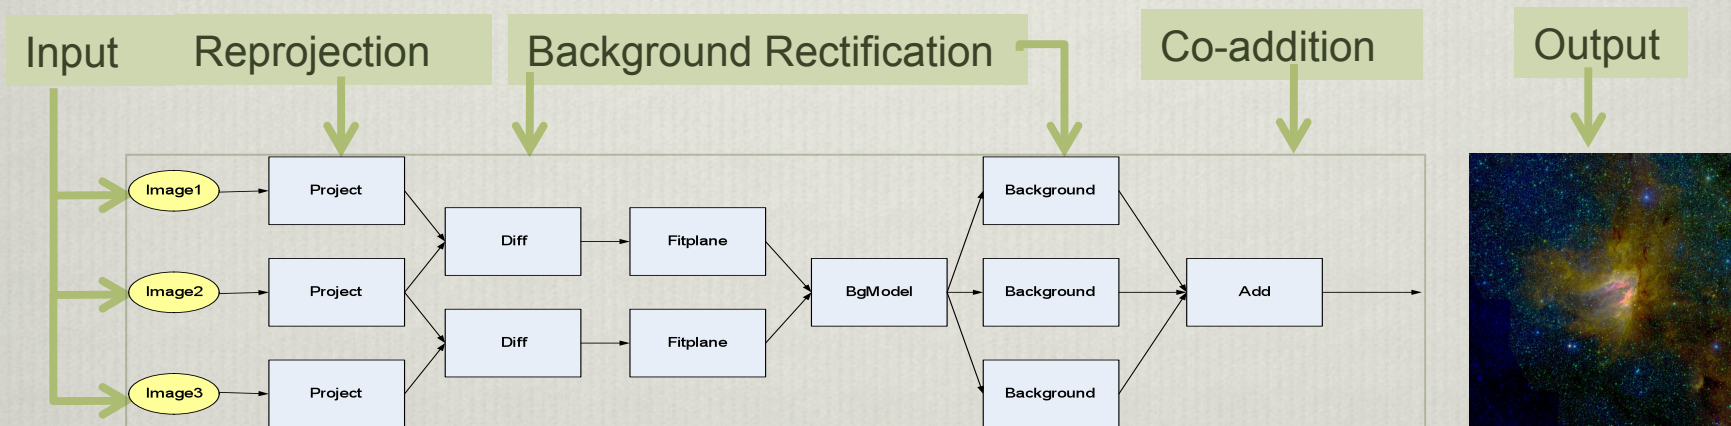 Input
Reprojection
Background Rectification
Co-addition
Output
Image1
Project
Background
Diff
Fitplane
Image2
Project
BgModel
Background
Add
Diff
Fitplane
Image3
Project
Background